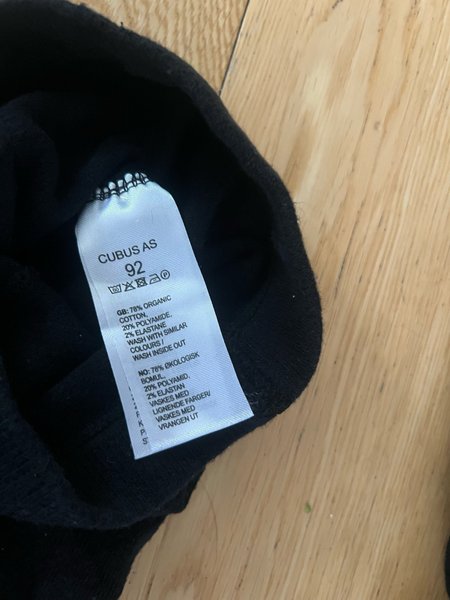 CUBUS AS
92
GB: 78% ORGANIC
COTTON,
20% POLYAMIDE,
2% ELASTANE
WASH WITH SIMILAR
COLOURS /
WASH INSIDE OUT
NO: 78% ØKOLOGISK
BOMULL,
20% POLYAMID,
2% ELASTAN
VASKES MED
LIGNENDE FARGER/
VASKES MED
VRANGEN UT